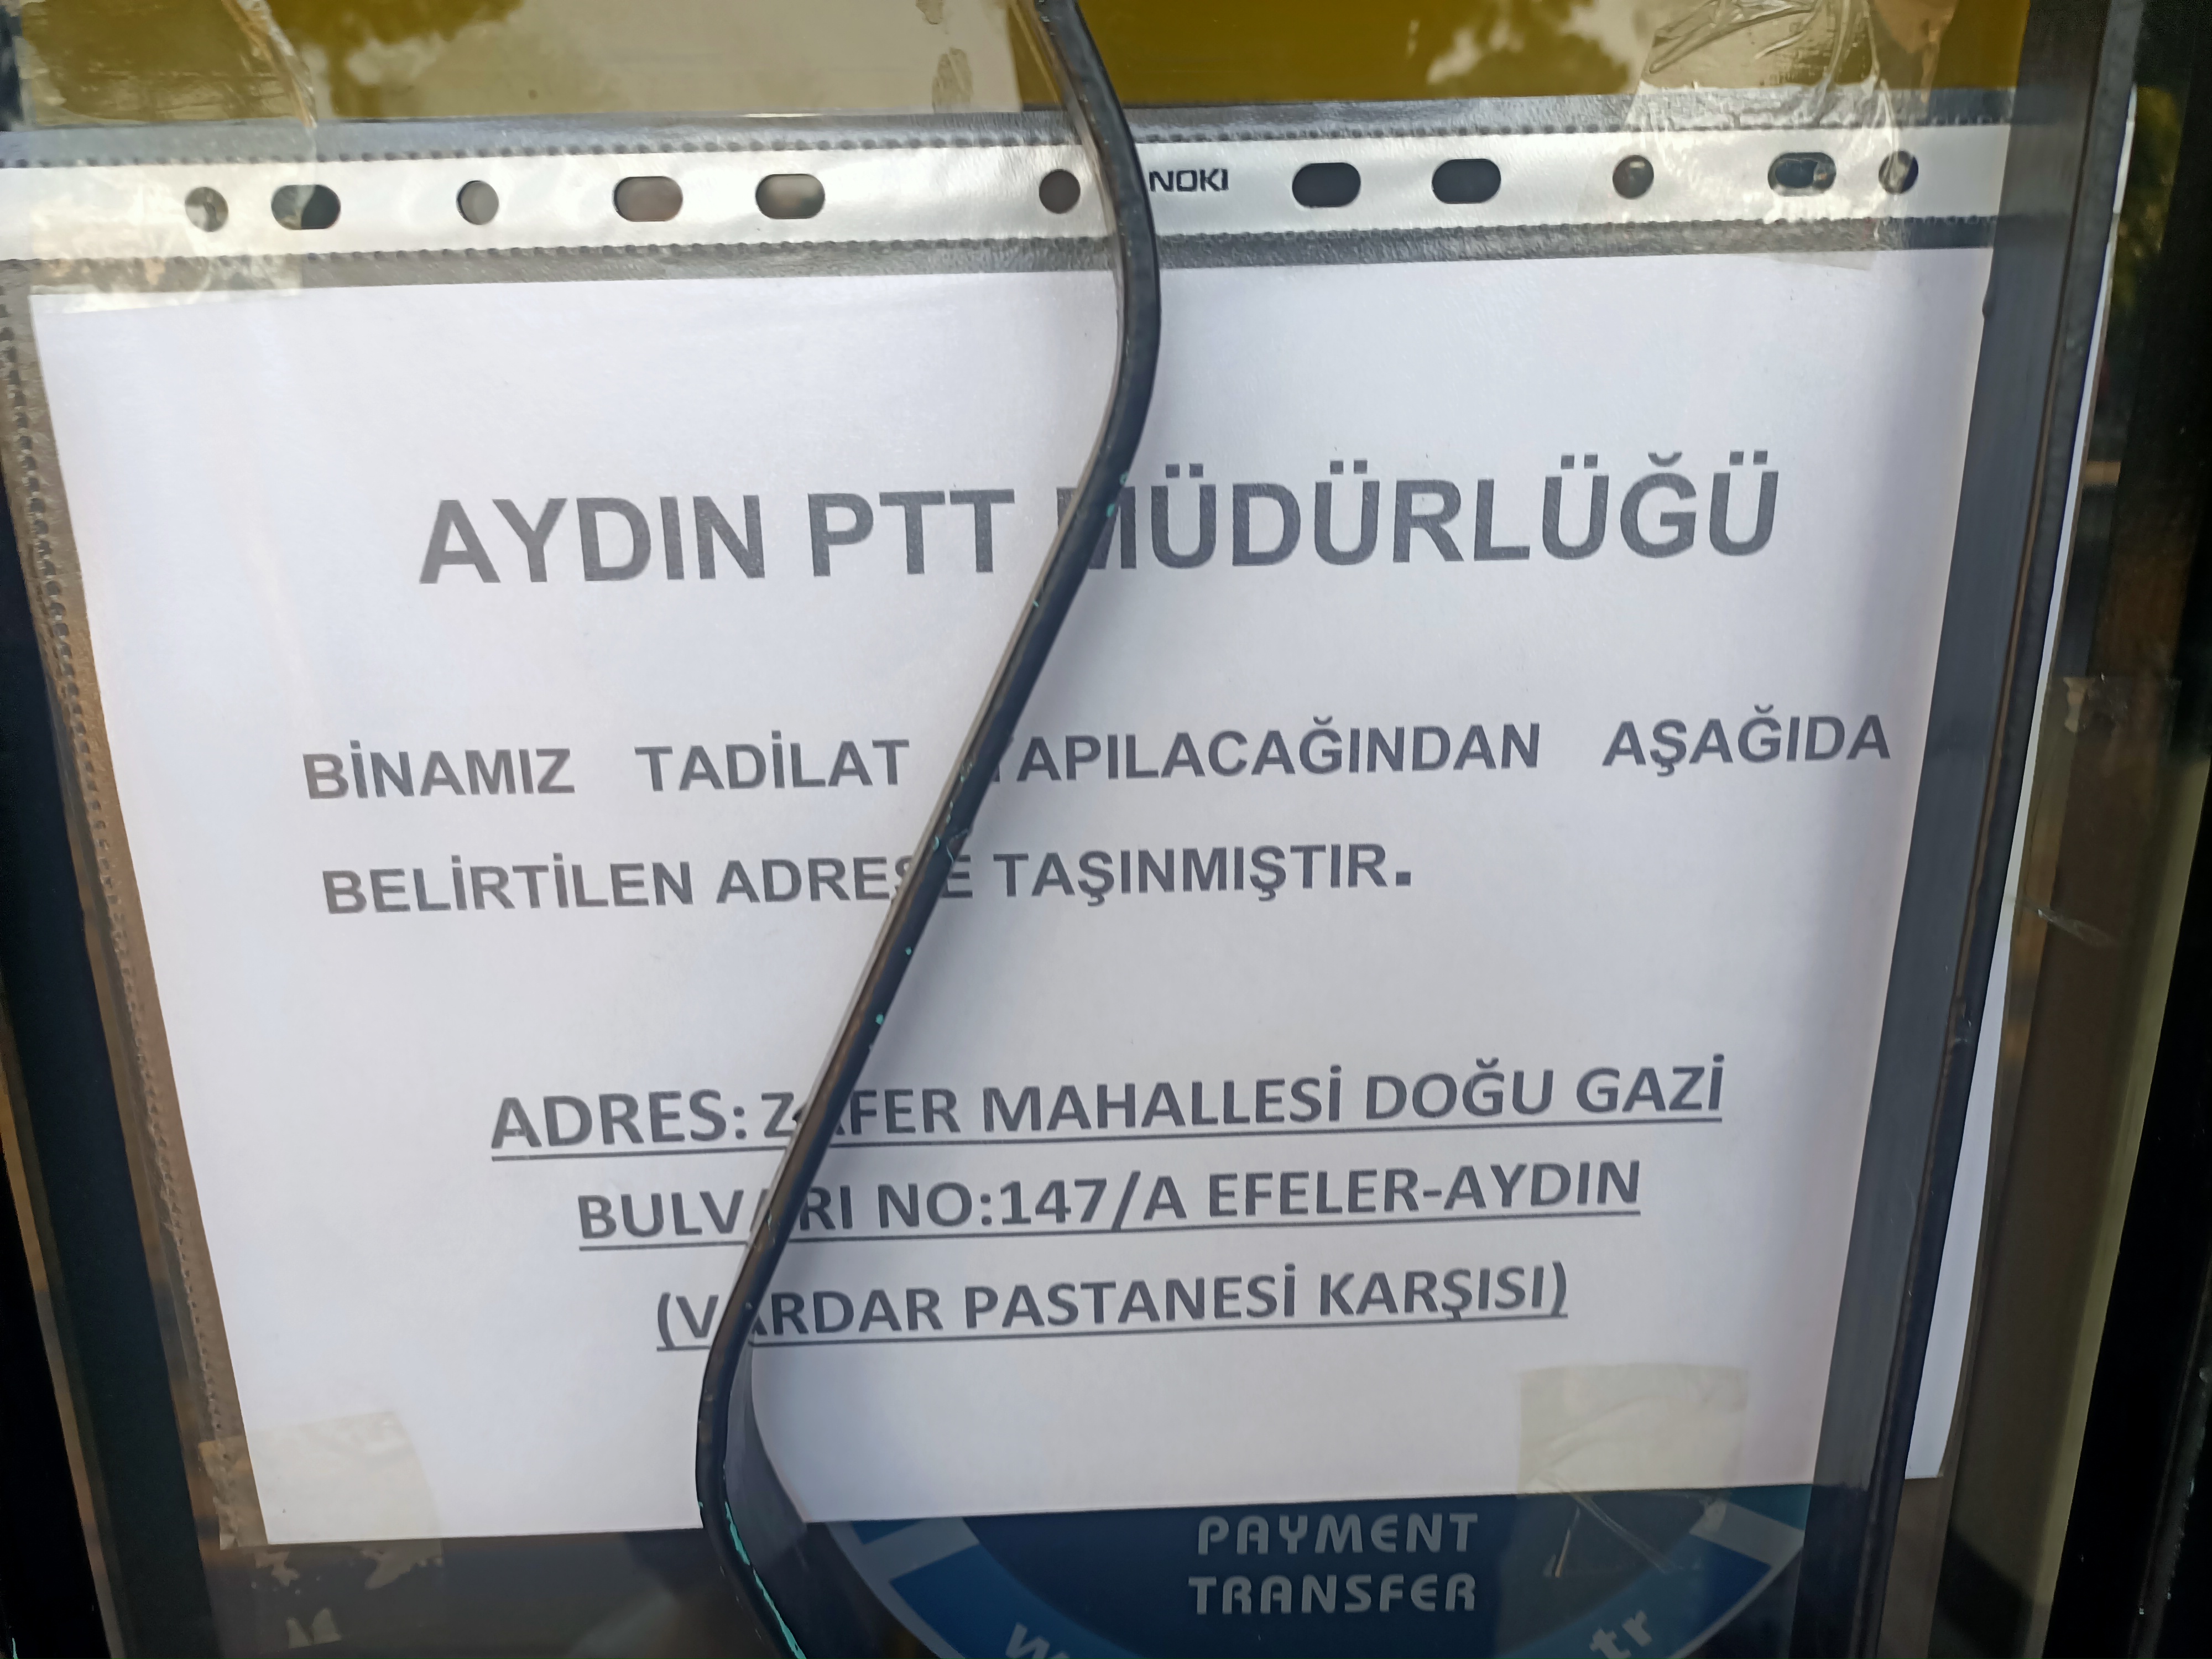 NOKI
AYDIN PTT MÜDÜRLÜĞÜ
BİNAMIZ TADİLAT YAPILACAĞINDAN AŞAĞIDA
BELİRTİLEN ADRESE TAŞINMIŞTIR.
ADRES: ZAFER MAHALLESİ DOĞU GAZİ
BULVARI NO:147/A EFELER-AYDIN
(VARDAR PASTANESİ KARŞISI)
PAYMENT
TRANSFER